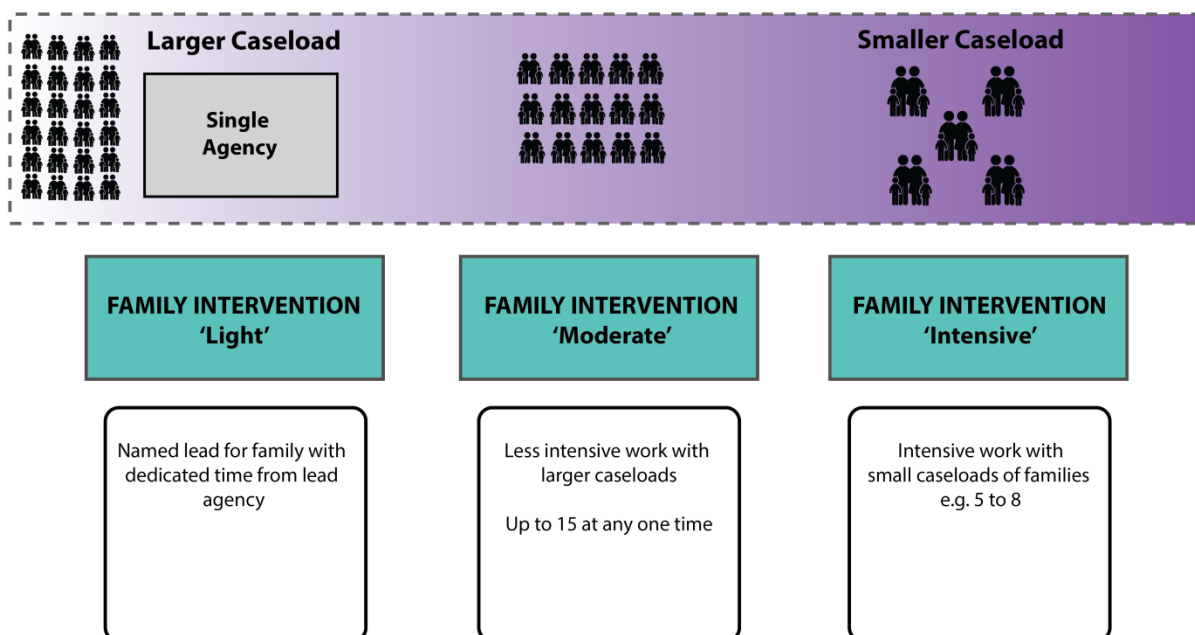 Larger Caseload
Smaller Caseload
Single
Agency
FAMILY INTERVENTION
‘Light’
FAMILY INTERVENTION
‘Moderate’
FAMILY INTERVENTION
‘Intensive’
Named lead for family with
dedicated time from lead
agency
Less intensive work with
larger caseloads
Up to 15 at any one time
Intensive work with
small caseloads of families
e.g. 5 to 8